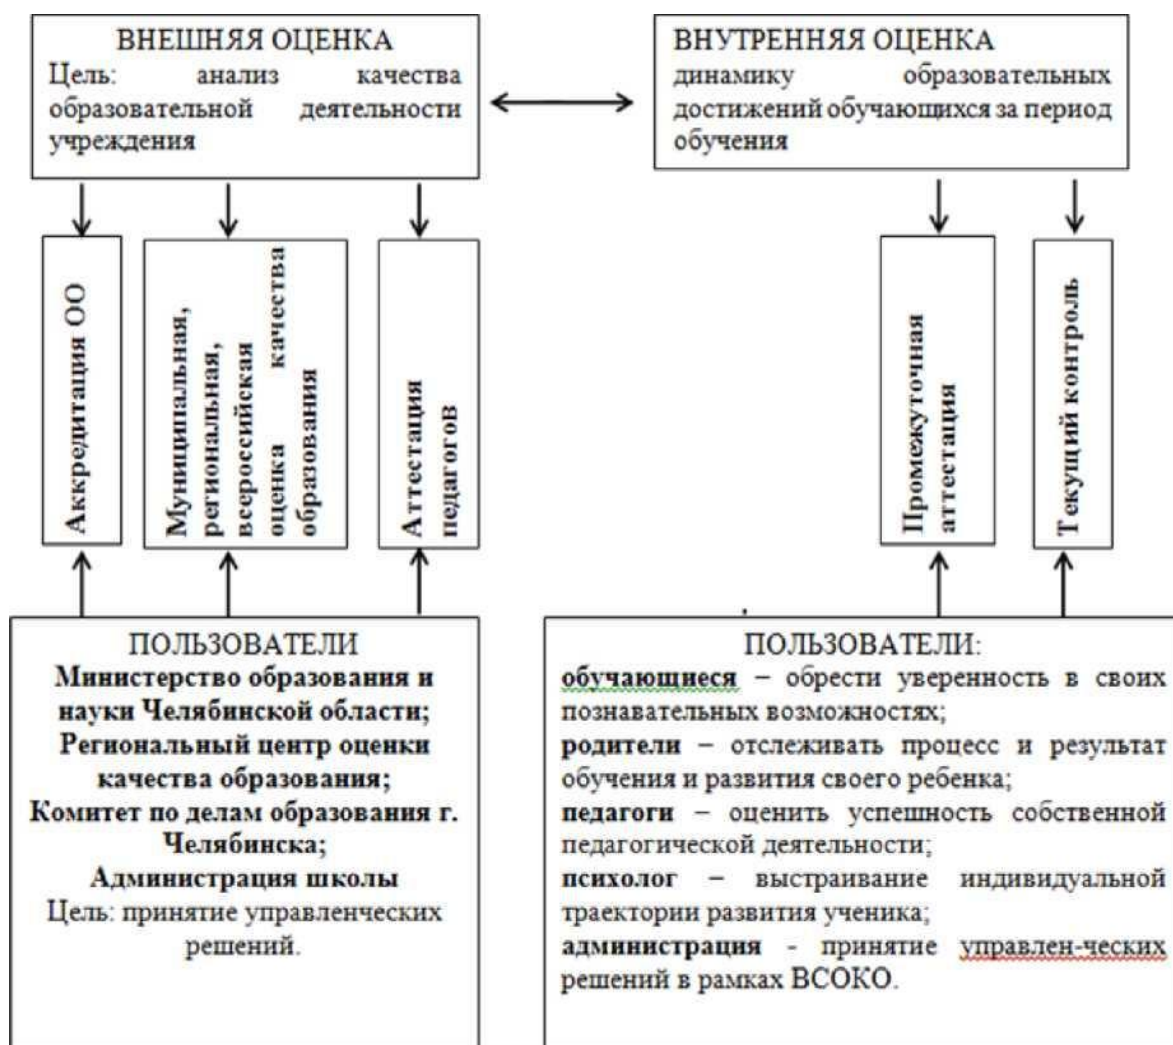 ВНЕШНЯЯ ОЦЕНКА
Цель: анализ качества
образовательной деятельности
учреждения
ВНУТРЕННЯЯ ОЦЕНКА
динамику образовательных
достижений обучающихся за период
обучения
Аккредитация ОО
Муниципальная,
региональная,
всероссийская
оценка качества
образования
Аттестация
педагогов
Промежуточная
аттестация
Текущий контроль
ПОЛЬЗОВАТЕЛИ
Министерство образования и
науки Челябинской области;
Региональный центр оценки
качества образования;
Комитет по делам образования г.
Челябинска;
Администрация школы
Цель: принятие управленческих
решений.
ПОЛЬЗОВАТЕЛИ:
обучающиеся – обрести уверенность в своих
познавательных возможностях;
родители – отслеживать процесс и результат
обучения и развития своего ребенка;
педагоги – оценить успешность собственной
педагогической деятельности;
психолог – выстраивание индивидуальной
траектории развития ученика;
администрация - принятие управлен-ческих
решений в рамках ВСОКО.